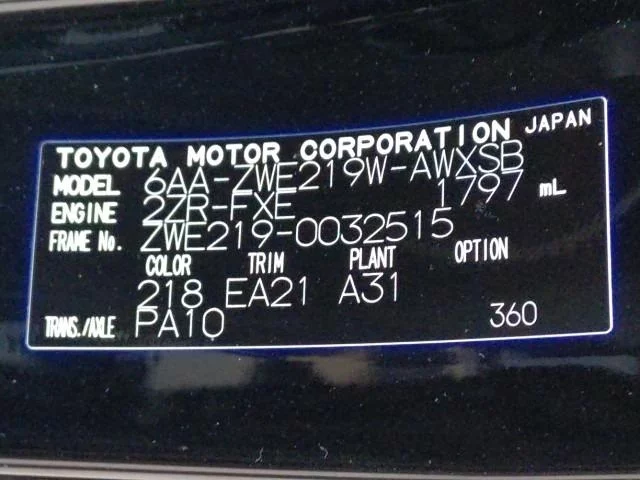 TOYOTA MOTOR CORPORATION JAPAN
MODEL 6AA-ZWE219W-AWXSB
ENGINE 2ZR-FXE 1797 mL
FRAME No. ZWE219-0032515
COLOR TRIM PLANT OPTION
218 EA21 A31
TRANS./AXLE PA10 360